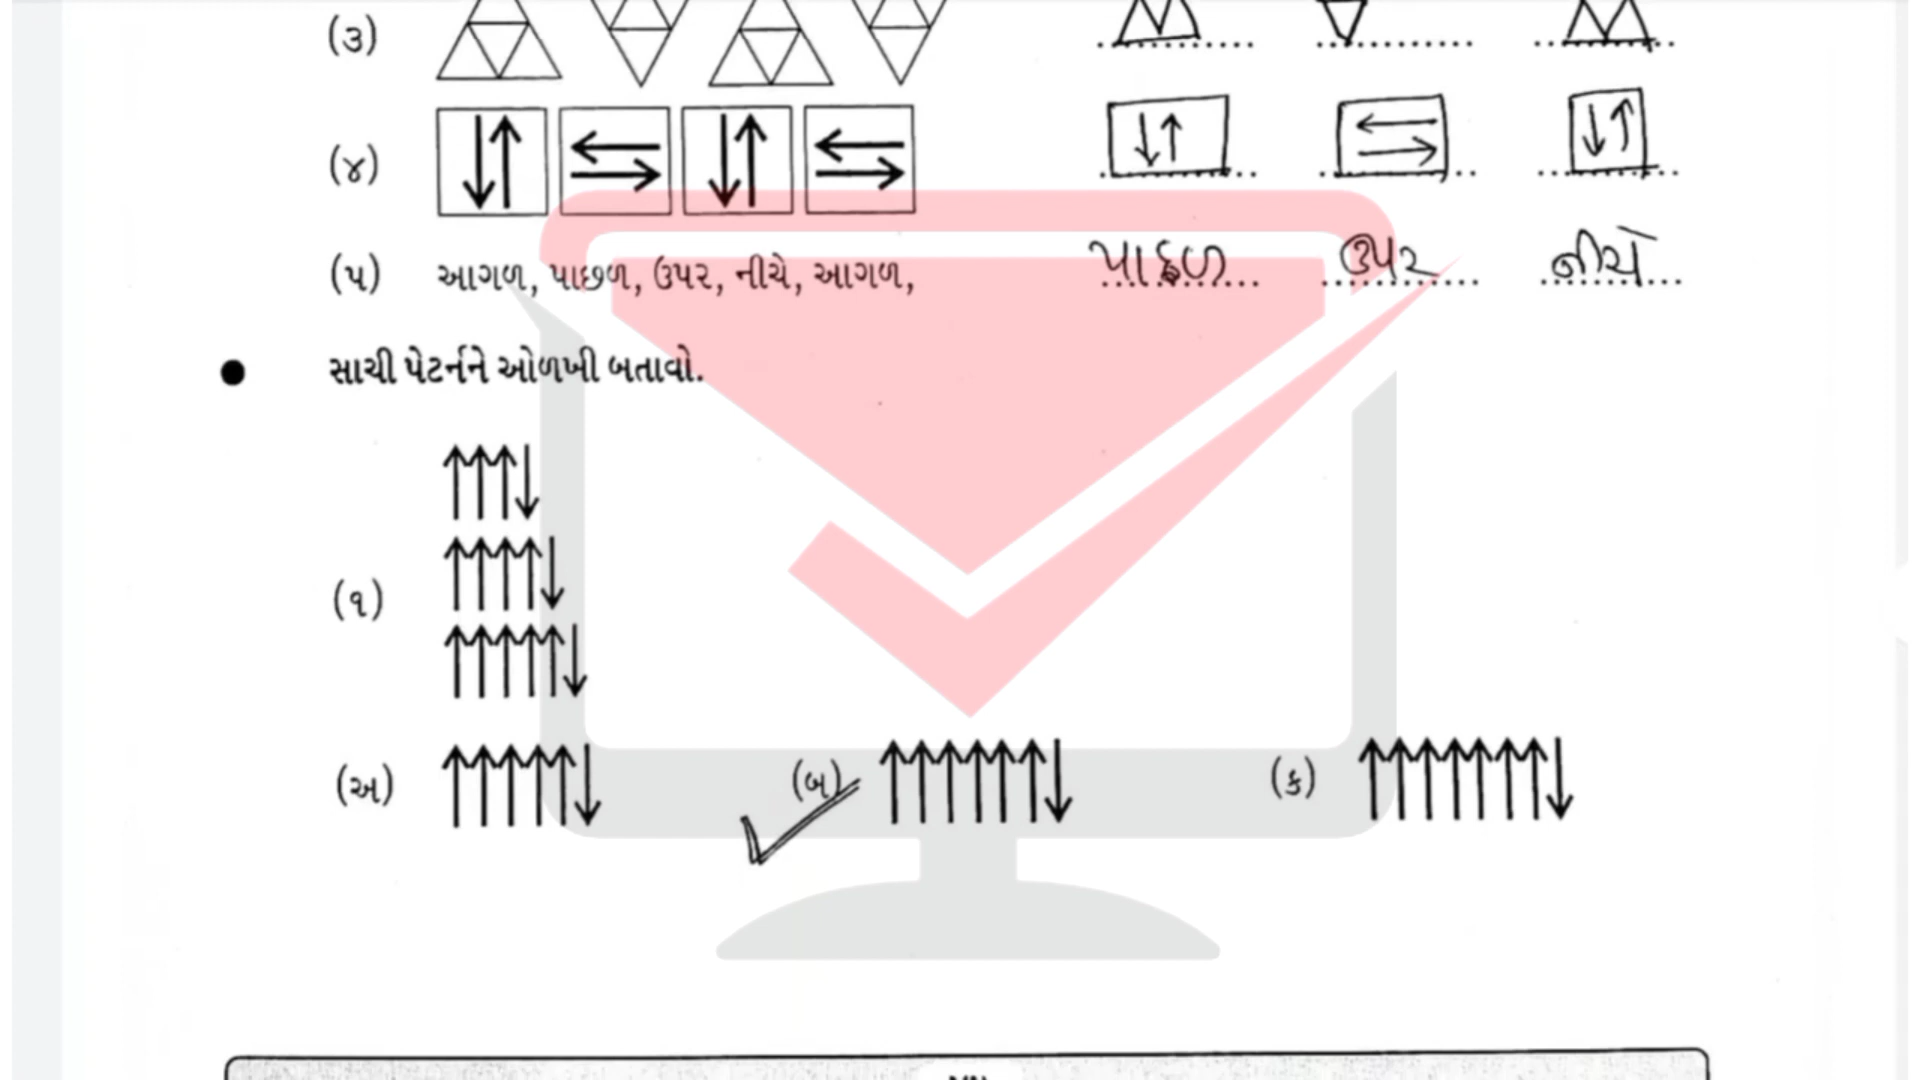 (૩)
(૪)
(૫) આગળ, પાછળ, ઉપર, નીચે, આગળ, પાછળ ઉપર નીચે
● સાચી પેટર્નને ઓળખી બતાવો.
(૧)
(અ) (બ) (ક)